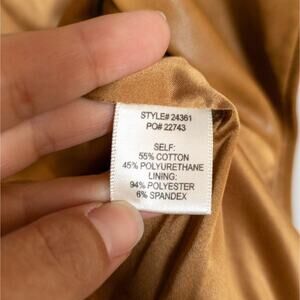 STYLE# 24361
PO# 22743
SELF:
55% COTTON
45% POLYURETHANE
LINING:
94% POLYESTER
6% SPANDEX